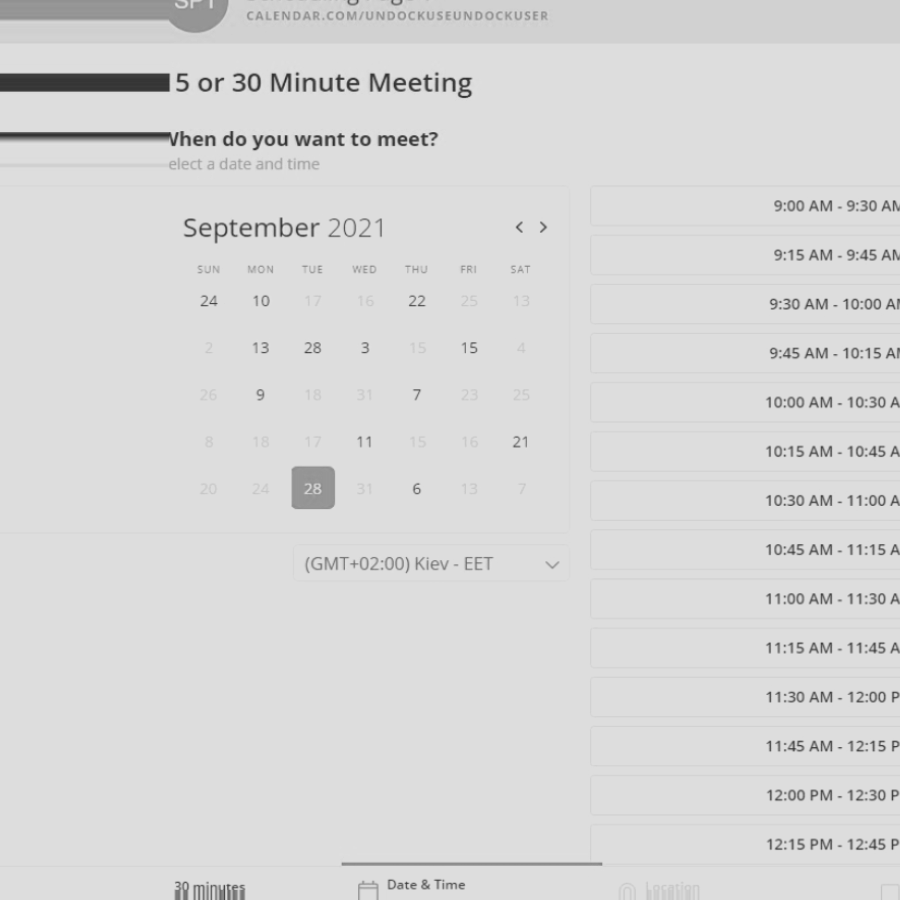 SPT
CALENDAR.COM/UNDOCKUSEUNDOCKUSER
5 or 30 Minute Meeting
When do you want to meet?
elect a date and time
September 2021
SUN MON TUE WED THU FRI SAT
24 10 17 16 22 25 13
2 13 28 3 15 15 4
26 9 18 31 7 23 25
8 18 17 11 15 16 21
20 24 28 31 6 13 7
(GMT+02:00) Kiev - EET
9:00 AM - 9:30 AM
9:15 AM - 9:45 AM
9:30 AM - 10:00 AM
9:45 AM - 10:15 AM
10:00 AM - 10:30 A
10:15 AM - 10:45 A
10:30 AM - 11:00 A
10:45 AM - 11:15 A
11:00 AM - 11:30 A
11:15 AM - 11:45 A
11:30 AM - 12:00 P
11:45 AM - 12:15 P
12:00 PM - 12:30 P
12:15 PM - 12:45 P
30 minutes
Date & Time
Location